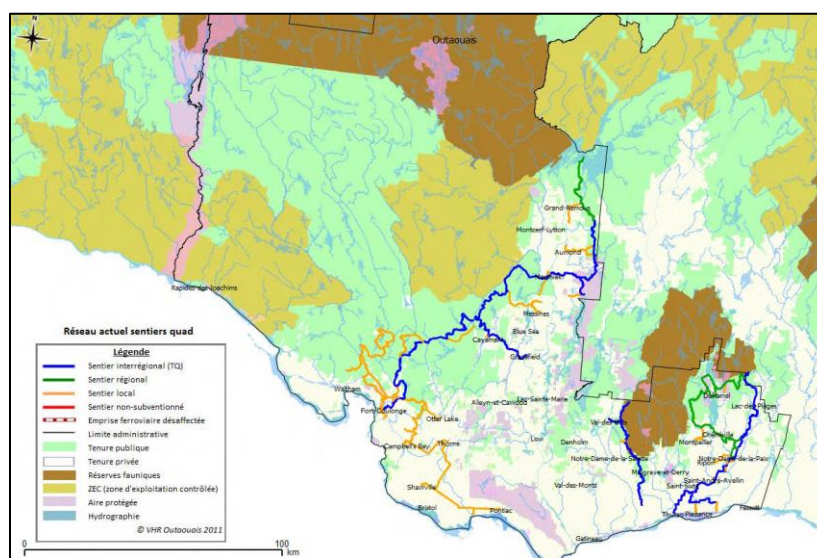 N
Outaouais
Grand-Remous
Montcerf-Lytton
Aumond
Maniwaki
Rapides des Joachims
Messines
Blue Sea
Cayamant
Gracefield
Réseau actuel sentiers quad
Légende
Sentier interrégional (TQ)
Sentier régional
Sentier local
Sentier non-subventionné
Emprise ferroviaire désaffectée
Limite administrative
Tenure publique
Tenure privée
Réserves fauniques
ZEC (zone d'exploitation contrôlée)
Aire protégée
Hydrographie
© VHR Outaouais 2011
0
100
km
Waltham
Fort-Coulonge
Otter Lake
Alleyn-et-Cawood
Lac-Sainte-Marie
Duhamel
Lac-des-Plages
Campbell's Bay
Thorne
Low
Denholm
Val-des-Bois
Chénéville
Montpellier
Notre-Dame-de-la-Salette
Notre-Dame-de-la-Paix
Ripon
Mulgrave-et-Derry
Saint-André-Avellin
Shawville
Bristol
Pontiac
Val-des-Monts
Gatineau
Thurso
Plaisance
Fassett